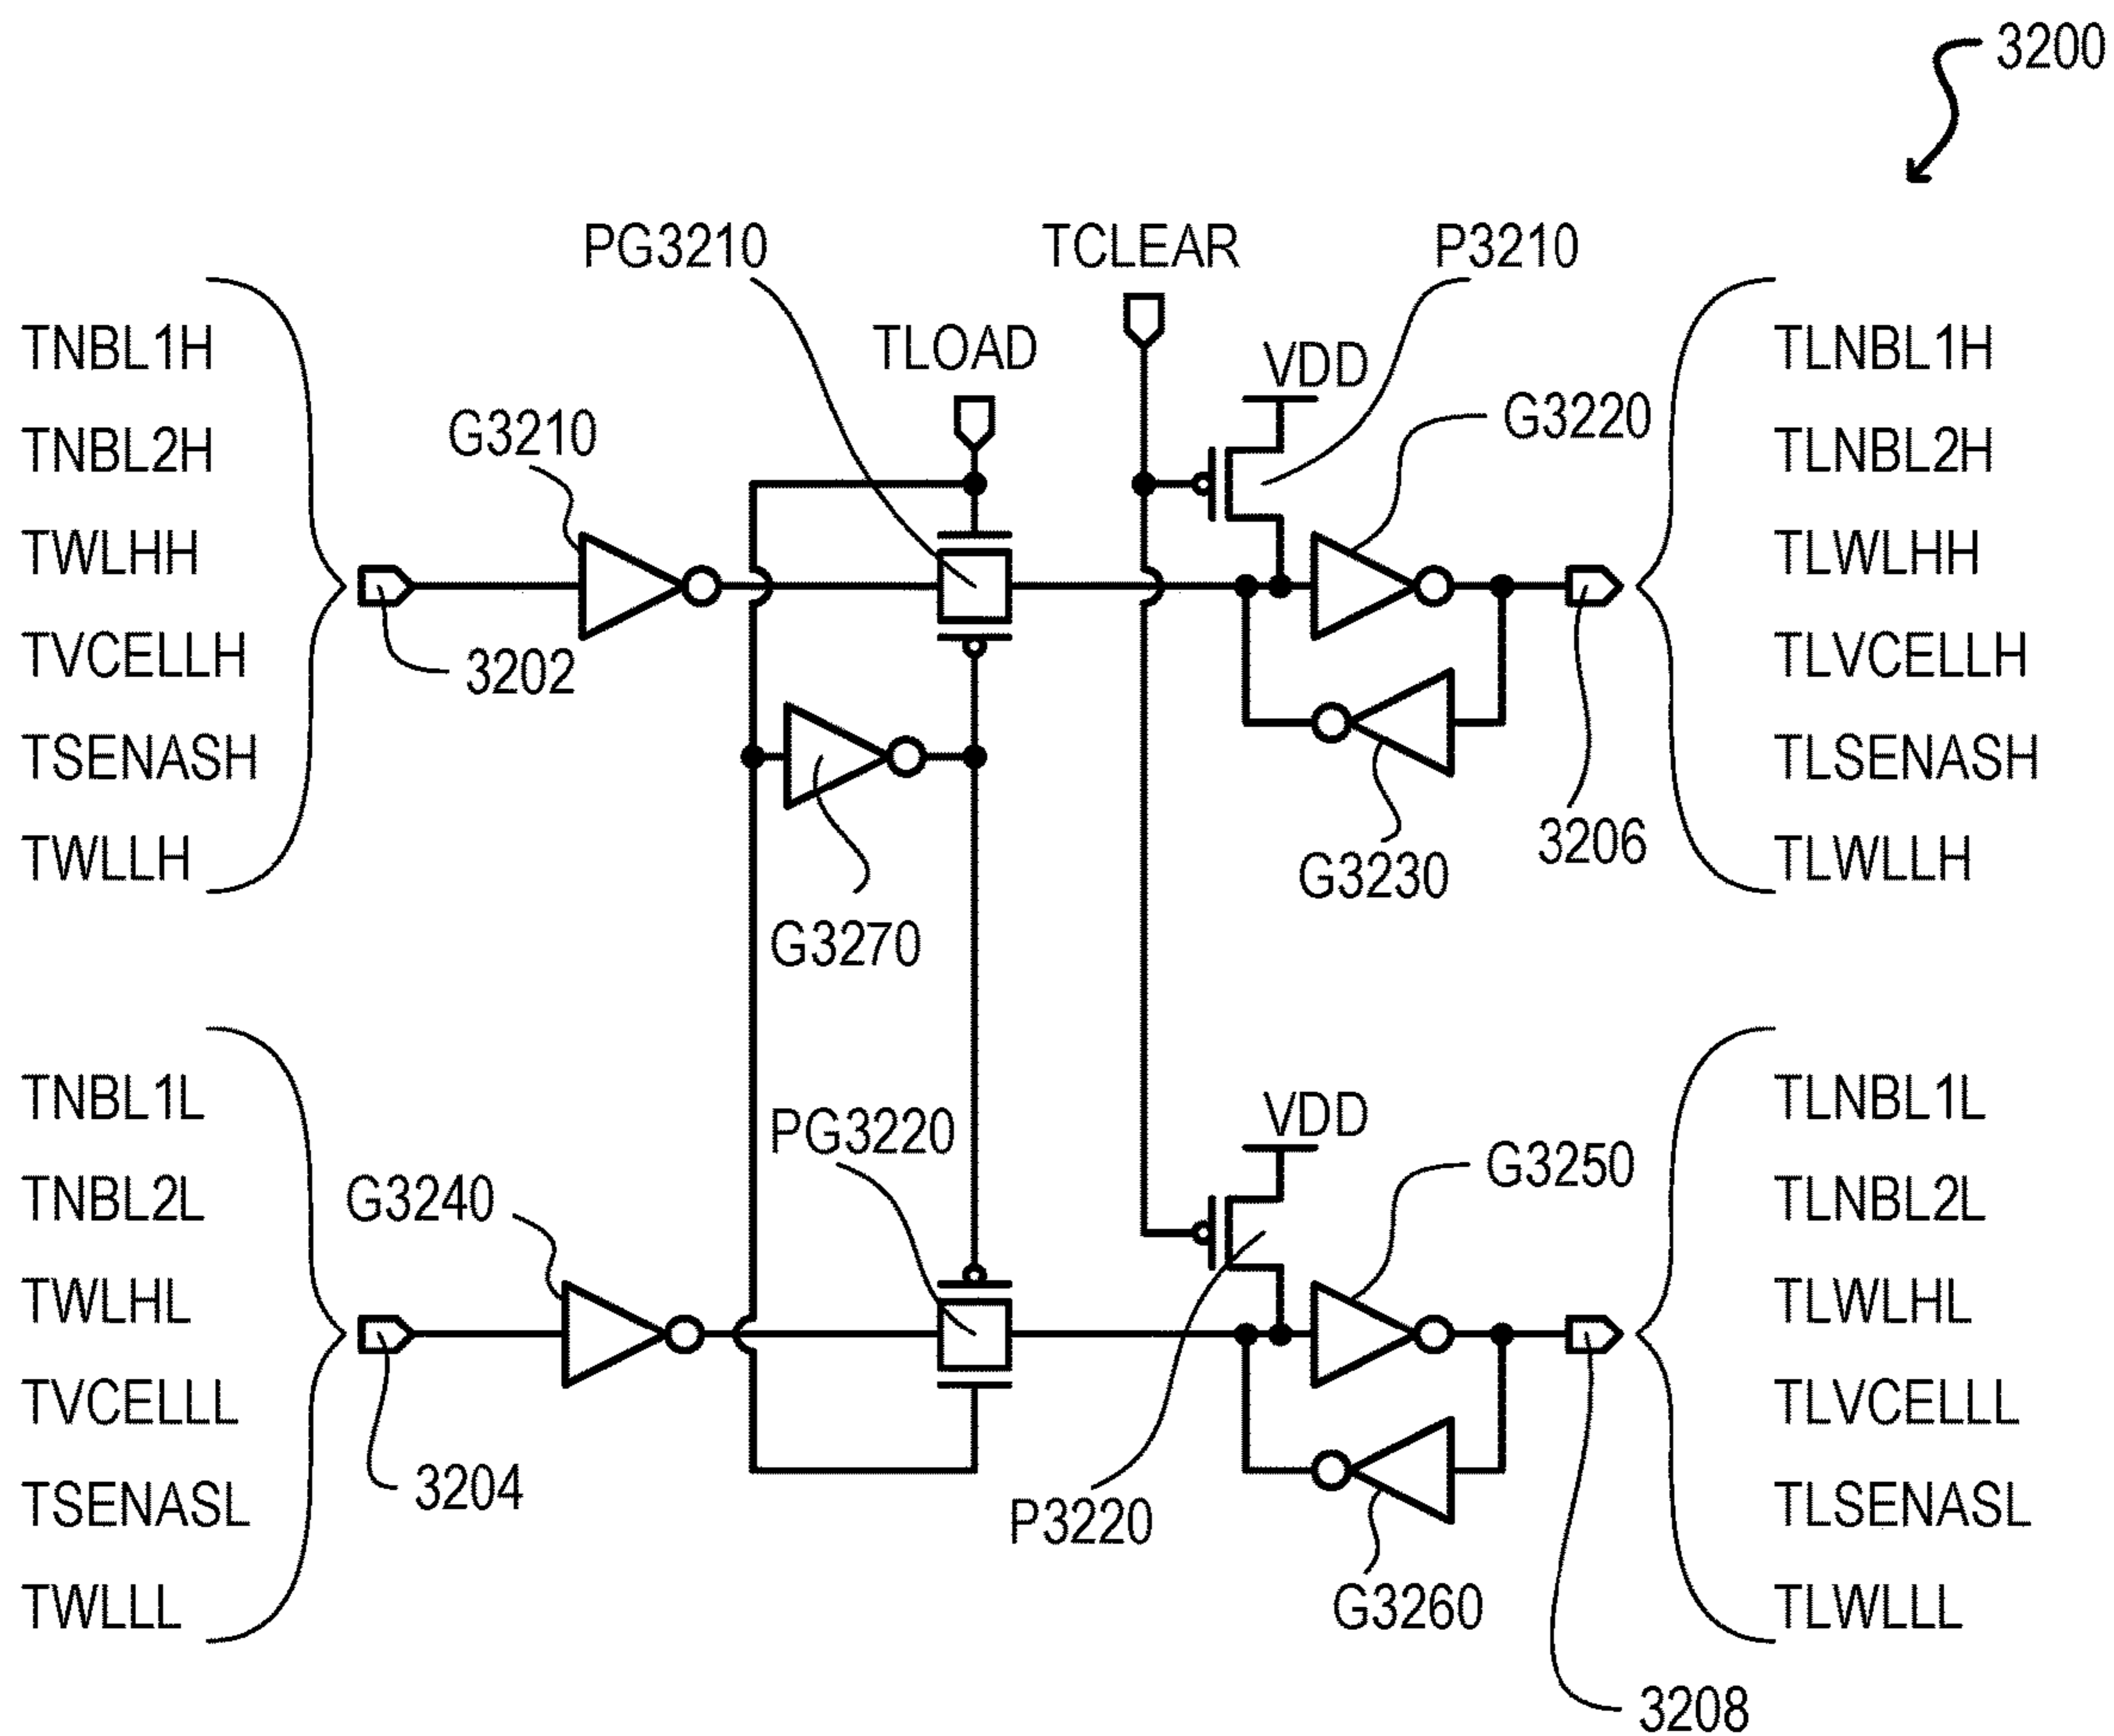 3200
PG3210
TCLEAR
P3210
TNBL1H
TLOAD
VDD
TLNBL1H
G3210
G3220
TNBL2H
TLNBL2H
TWLHH
TLWLHH
TVCELLH
3202
TLVCELLH
TSENASH
TLSENASH
TWLLH
G3230
3206
TLWLLH
G3270
TNBL1L
PG3220
VDD
TLNBL1L
TNBL2L
G3240
G3250
TLNBL2L
TWLHL
TLWLHL
TVCELLL
TLVCELLL
3204
TSENASL
P3220
TLSENASL
TWLLL
G3260
TLWLLL
3208